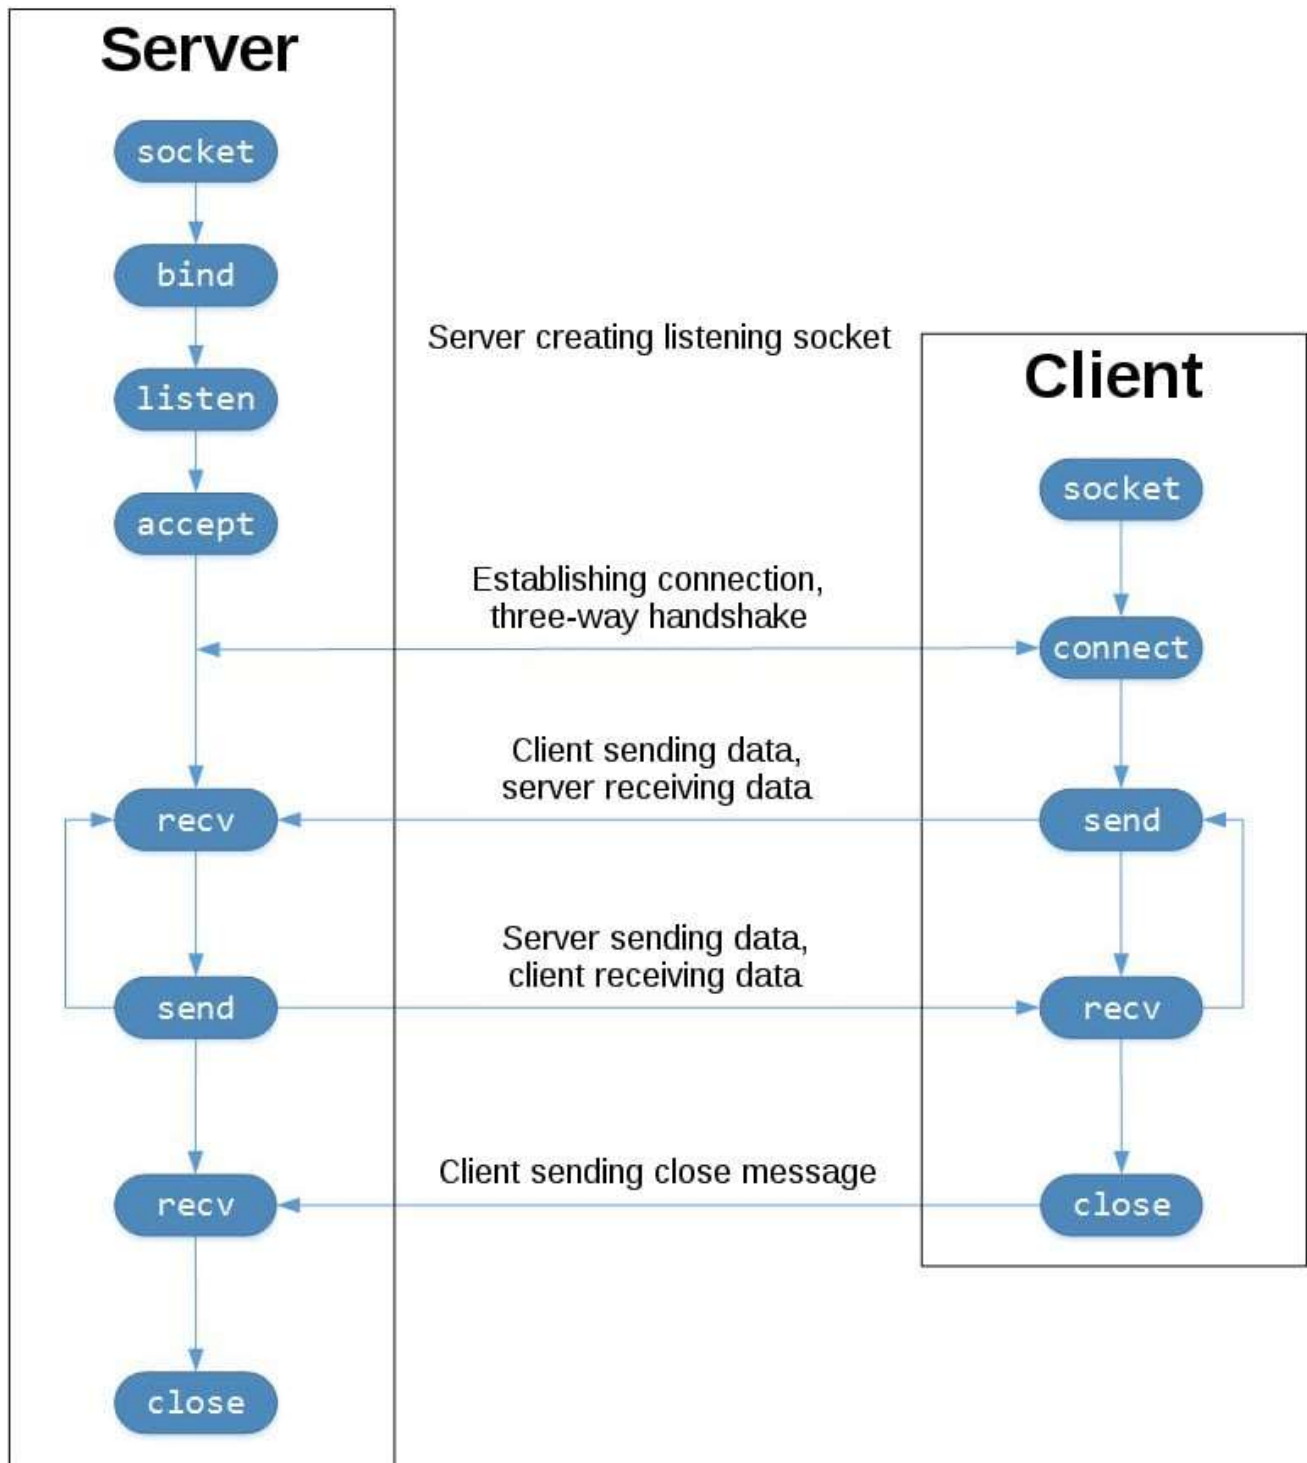 Server
socket
bind
Server creating listening socket
listen
Client
accept
socket
Establishing connection,
three-way handshake
connect
Client sending data,
server receiving data
recv
send
Server sending data,
client receiving data
send
recv
Client sending close message
recv
close
close